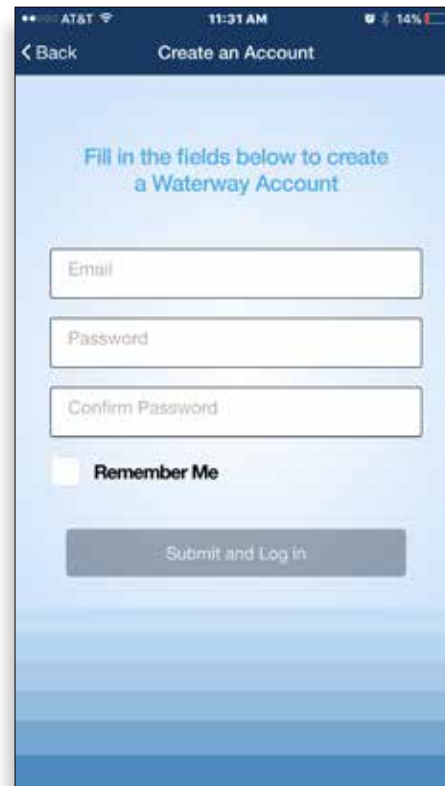 AT&T 11:31 AM 14%
Back Create an Account
Fill in the fields below to create
a Waterway Account
Email
Password
Confirm Password
Remember Me
Submit and Log in